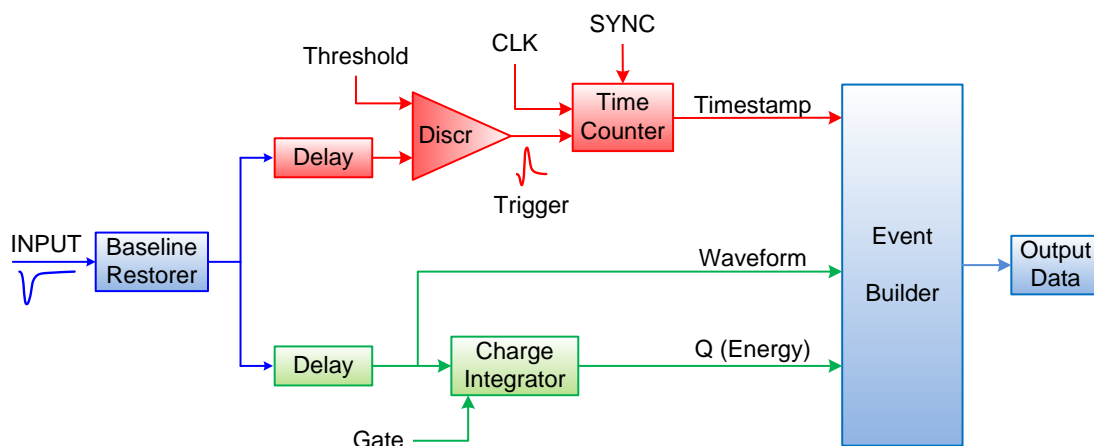 SYNC
CLK
Threshold
Time
Counter
Timestamp
Discr
Delay
Trigger
INPUT
Baseline
Restorer
Waveform
Event
Builder
Output
Data
Delay
Charge
Integrator
Q (Energy)
Gate